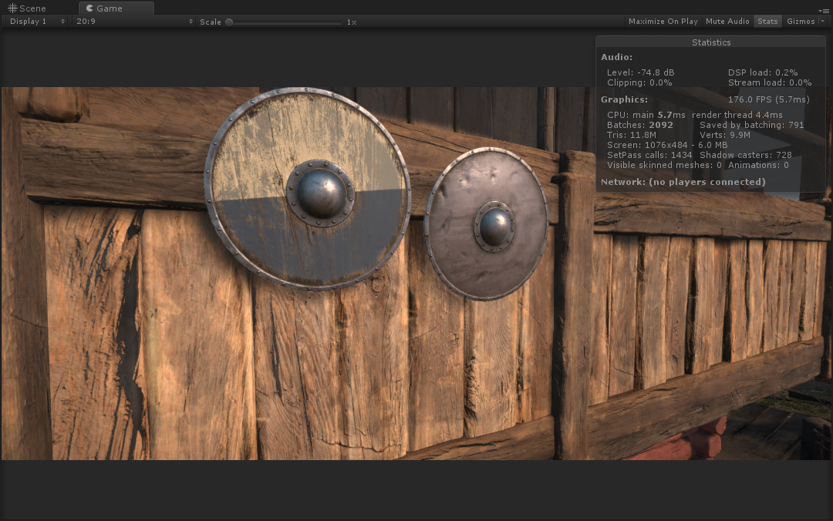 Scene Game
Display 1 20:9 Scale 1x Maximize On Play Mute Audio Stats Gizmos
Statistics
Audio:
Level: -74.8 dB DSP load: 0.2%
Clipping: 0.0% Stream load: 0.0%
Graphics: 176.0 FPS (5.7ms)
CPU: main 5.7ms render thread 4.4ms
Batches: 2092 Saved by batching: 791
Tris: 11.8M Verts: 9.9M
Screen: 1076x484 - 6.0 MB
SetPass calls: 1434 Shadow casters: 728
Visible skinned meshes: 0 Animations: 0
Network: (no players connected)